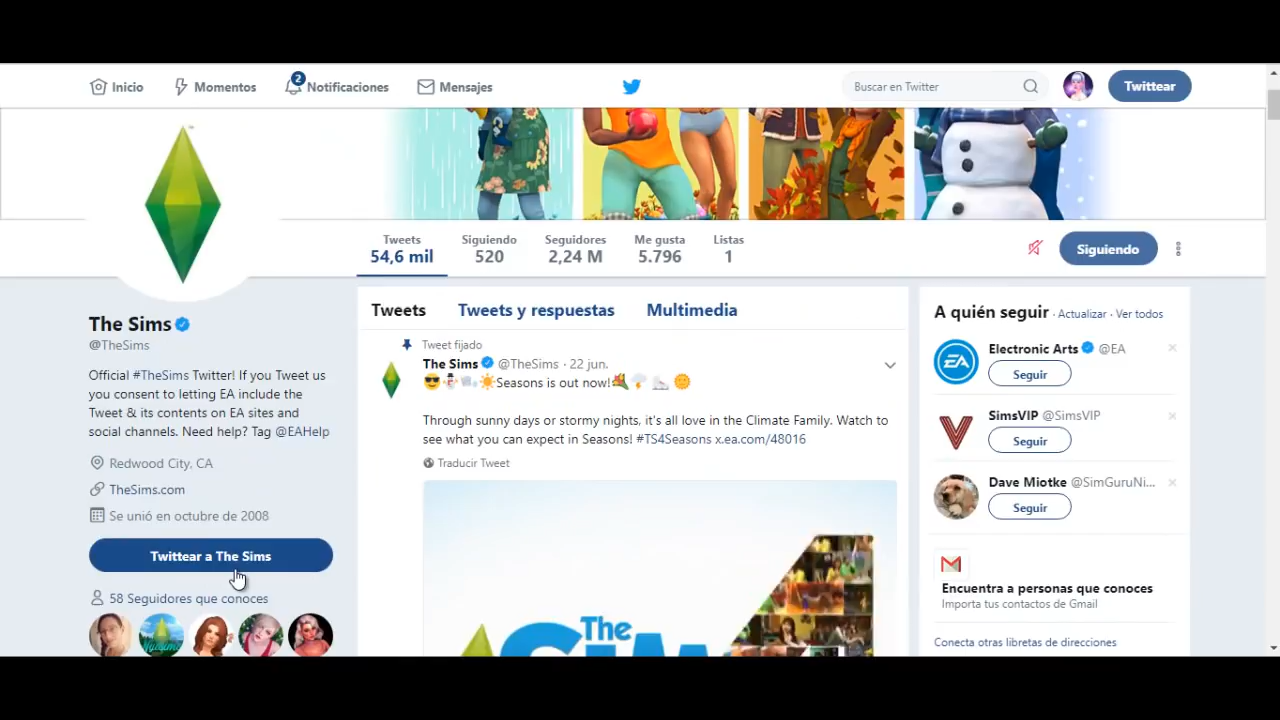 Inicio
Momentos
2
Notificaciones
Mensajes
Buscar en Twitter
Twittear
Tweets
54,6 mil
Siguiendo
520
Seguidores
2,24 M
Me gusta
5.796
Listas
1
Siguiendo
The Sims
@TheSims
Official #TheSims Twitter! If you Tweet us
you consent to letting EA include the
Tweet & its contents on EA sites and
social channels. Need help? Tag @EAHelp
Redwood City, CA
TheSims.com
Se unió en octubre de 2008
Twittear a The Sims
58 Seguidores que conoces
Tweets
Tweets y respuestas
Multimedia
Tweet fijado
The Sims @TheSims · 22 jun.
😎⛄🌬️☀️Seasons is out now!💐🌩️⛸️🌞
Through sunny days or stormy nights, it's all love in the Climate Family. Watch to
see what you can expect in Seasons! #TS4Seasons x.ea.com/48016
Traducir Tweet
The
A quién seguir · Actualizar · Ver todos
EA
Electronic Arts @EA
Seguir
SimsVIP @SimsVIP
Seguir
Dave Miotke @SimGuruNi...
Seguir
Encuentra a personas que conoces
Importa tus contactos de Gmail
Conecta otras libretas de direcciones